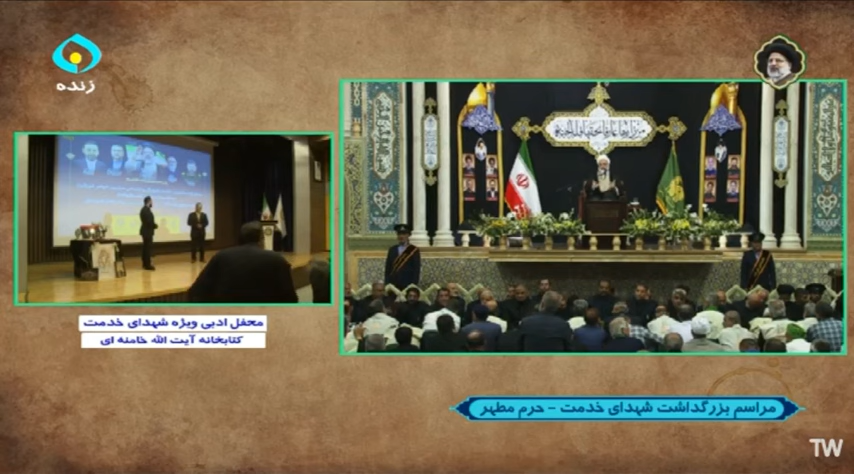 زنده
محفل ادبی ویژه شهدای خدمت
کتابخانه آیت الله خامنه ای
مراسم بزرگداشت شهدای خدمت - حرم مطهر
TW